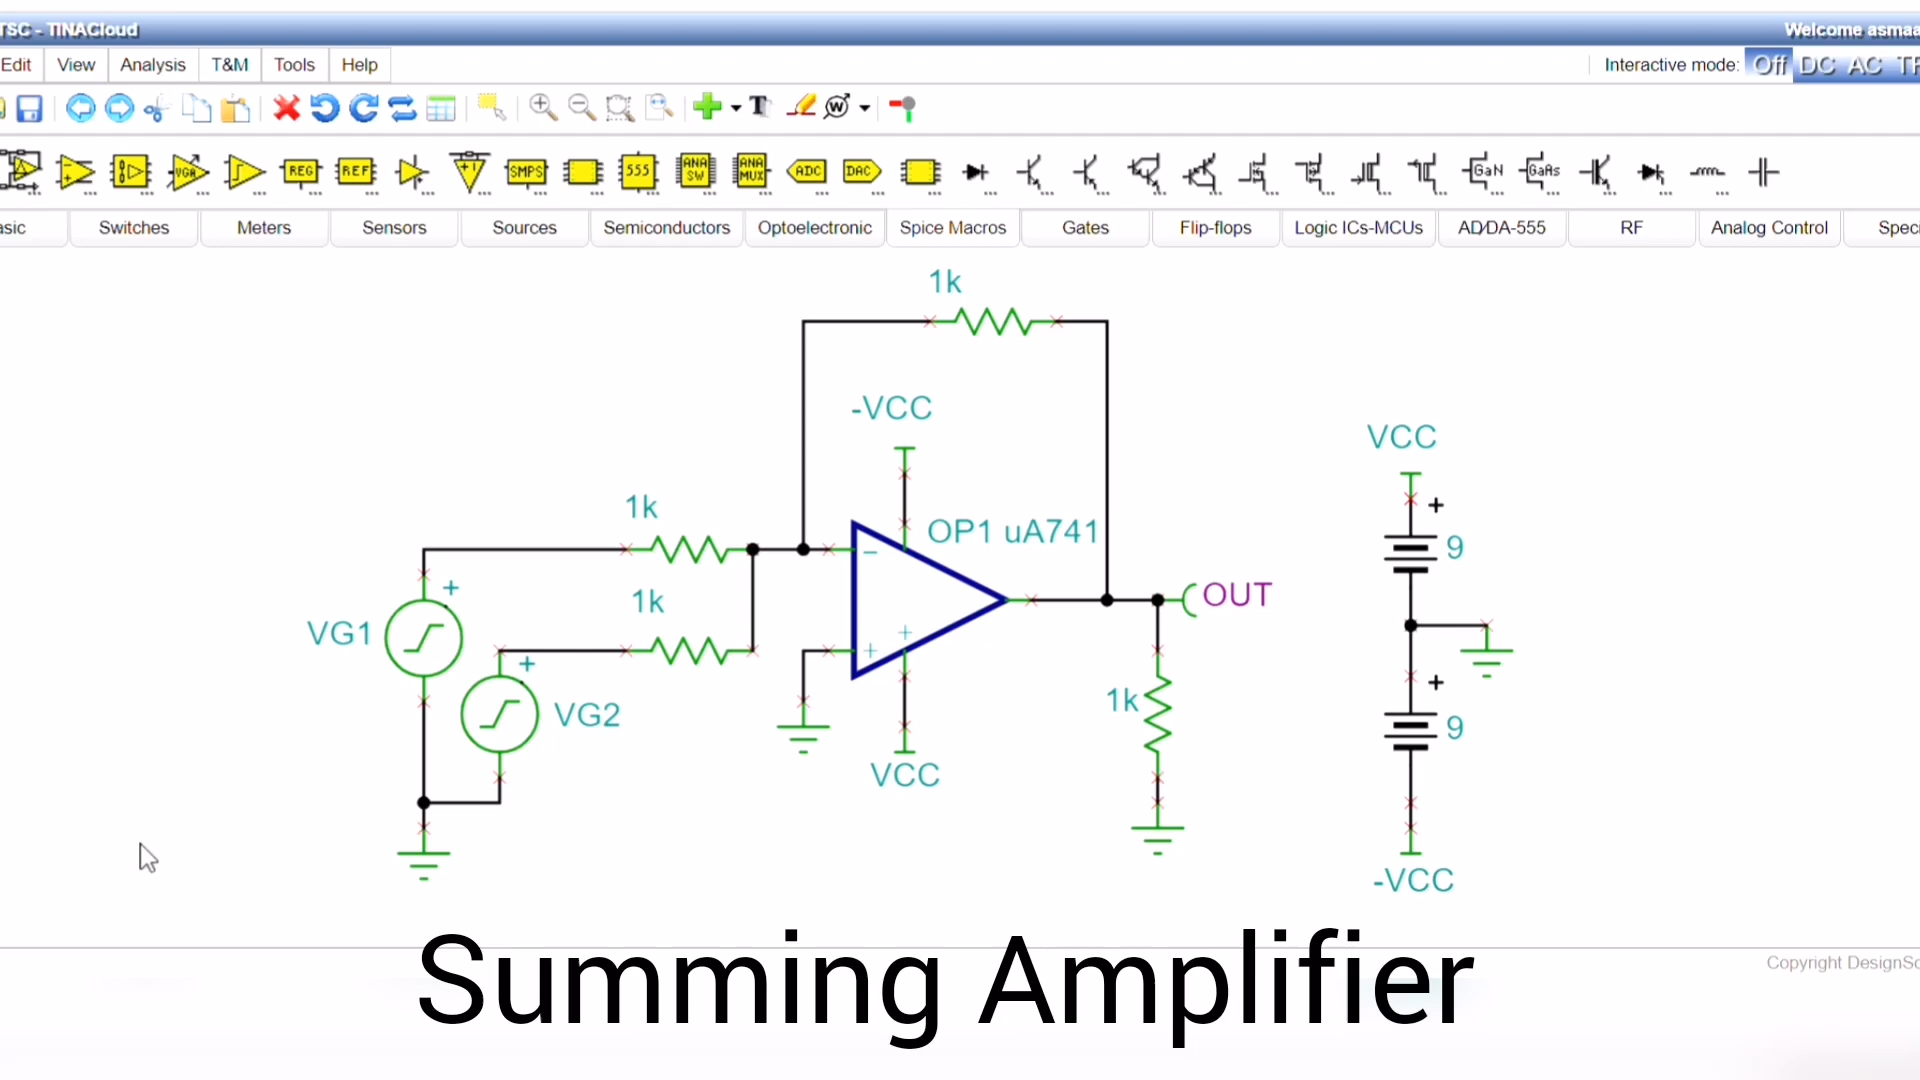 TSC - TINACloud
Welcome asmaa
Edit View Analysis T&M Tools Help
Interactive mode: Off DC AC TR
T W
VGA REG REF SMPS 555 ANA SW ANA MUX ADC DAC GaN GaAs
asic Switches Meters Sensors Sources Semiconductors Optoelectronic Spice Macros Gates Flip-flops Logic ICs-MCUs AD/DA-555 RF Analog Control Speci
1k
-VCC
VCC
+
1k
OP1 uA741
9
+
1k
OUT
VG1
+
+
+
1k
VG2
9
VCC
-VCC
Summing Amplifier
Copyright DesignSo